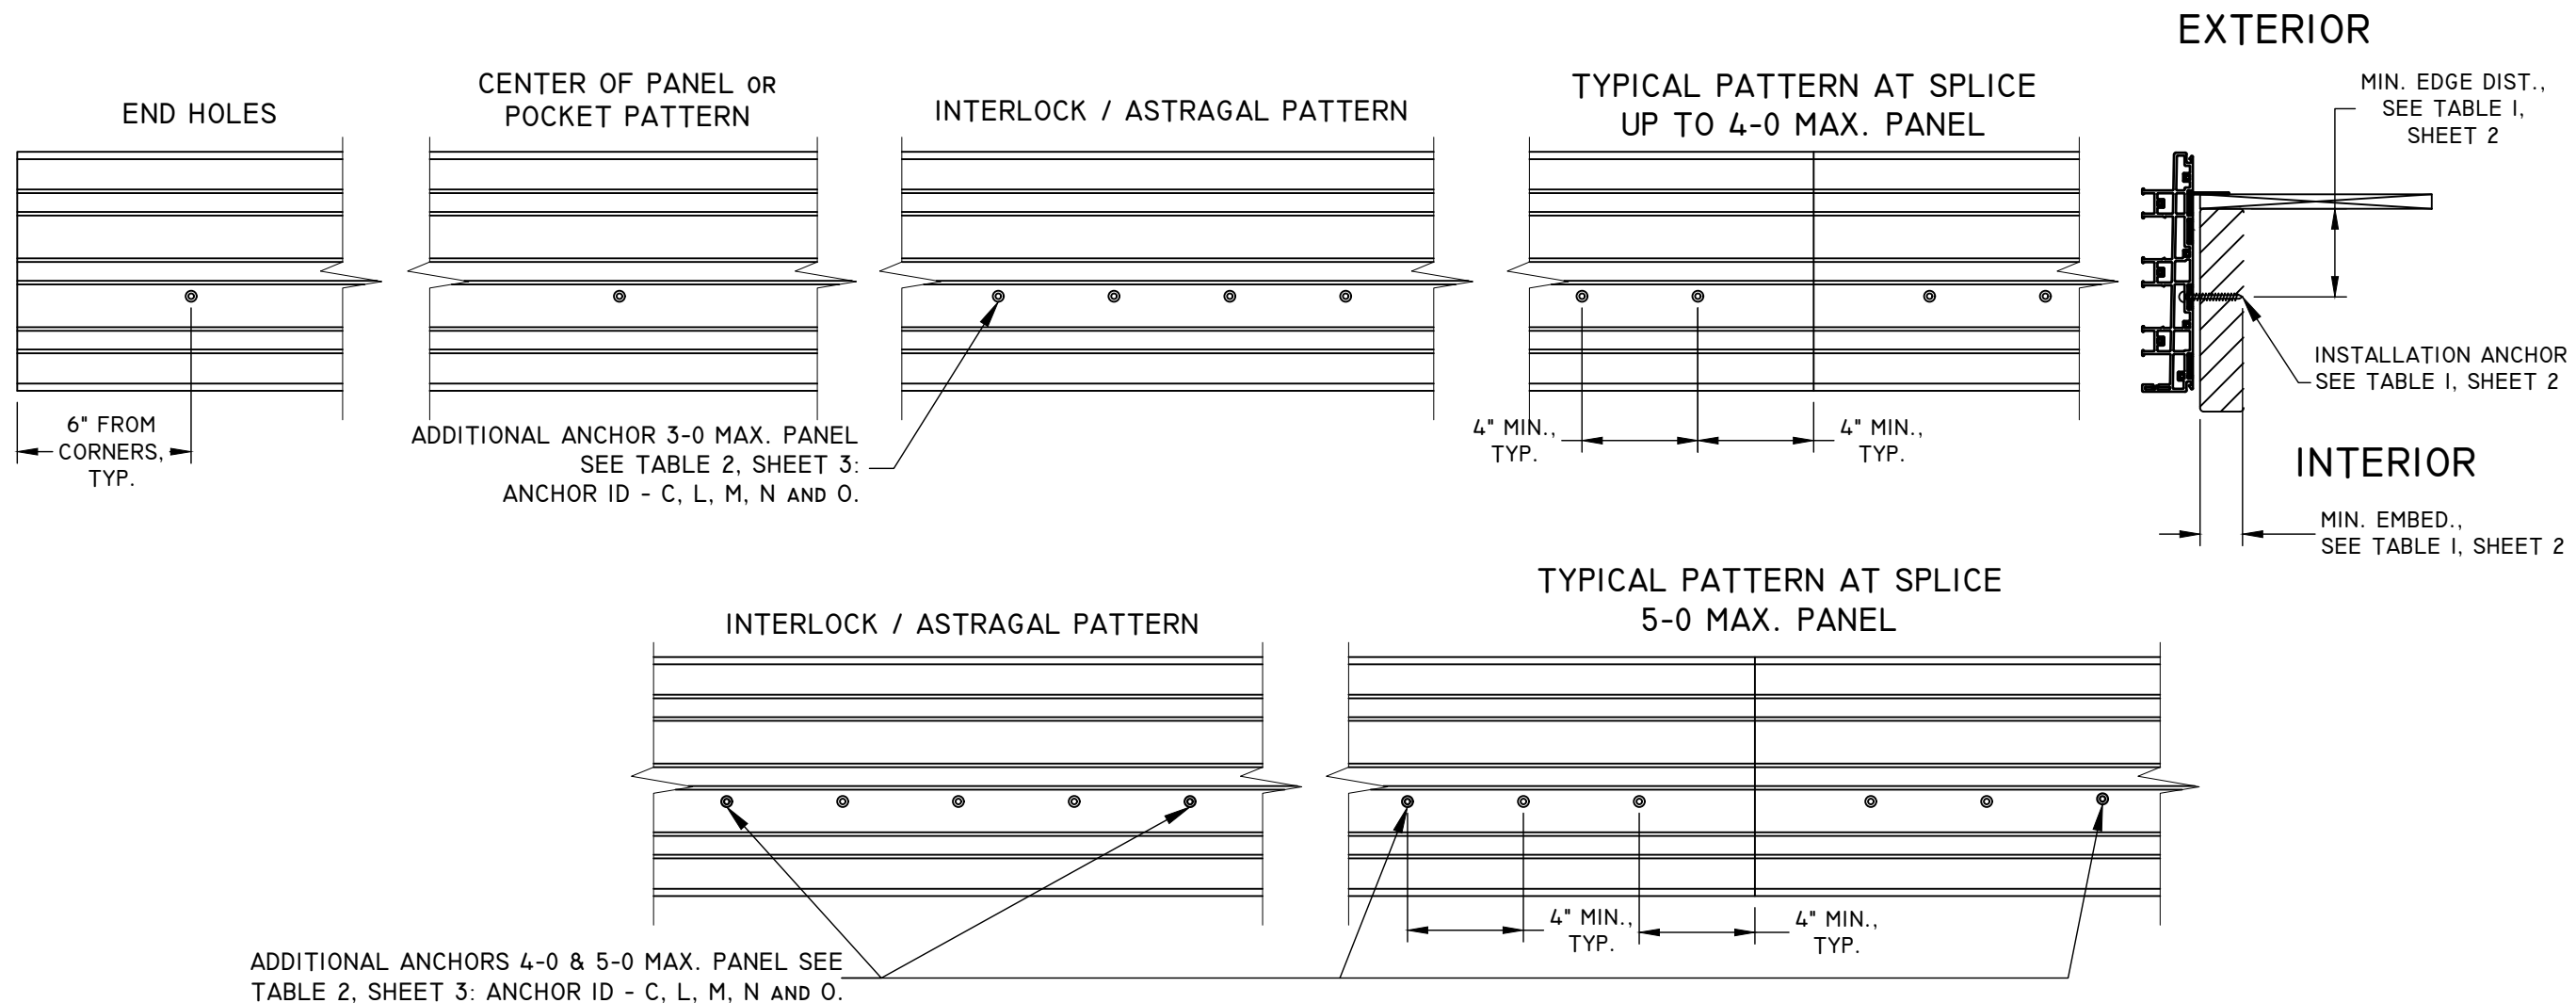 EXTERIOR
END HOLES
CENTER OF PANEL OR
POCKET PATTERN
INTERLOCK / ASTRAGAL PATTERN
TYPICAL PATTERN AT SPLICE
UP TO 4-0 MAX. PANEL
MIN. EDGE DIST.,
SEE TABLE 1,
SHEET 2
6" FROM
CORNERS,
TYP.
ADDITIONAL ANCHOR 3-0 MAX. PANEL
SEE TABLE 2, SHEET 3:
ANCHOR ID - C, L, M, N AND O.
4" MIN.,
TYP.
4" MIN.,
TYP.
INSTALLATION ANCHOR
SEE TABLE 1, SHEET 2
INTERIOR
MIN. EMBED.,
SEE TABLE 1, SHEET 2
INTERLOCK / ASTRAGAL PATTERN
TYPICAL PATTERN AT SPLICE
5-0 MAX. PANEL
4" MIN.,
TYP.
4" MIN.,
TYP.
ADDITIONAL ANCHORS 4-0 & 5-0 MAX. PANEL SEE
TABLE 2, SHEET 3: ANCHOR ID - C, L, M, N AND O.